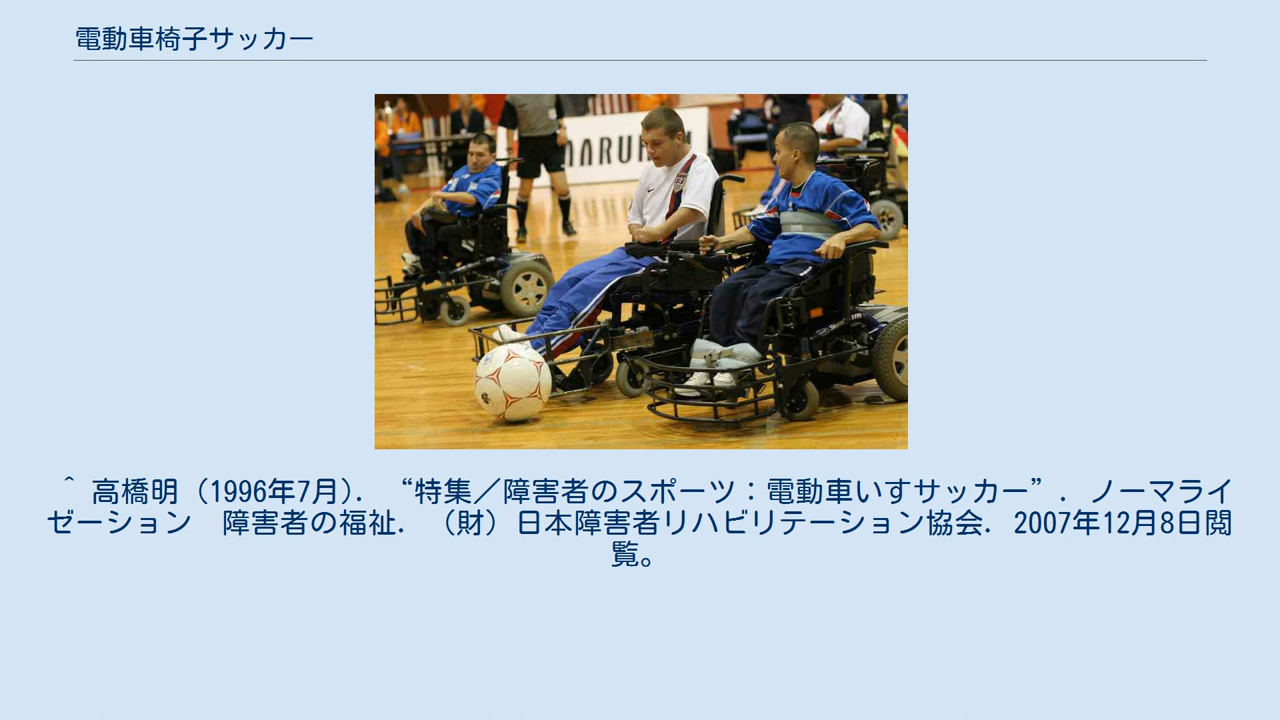 電動車椅子サッカー
MARUH
^ 高橋明（1996年7月）. “特集／障害者のスポーツ：電動車いすサッカー”. ノーマライ
ゼーション　障害者の福祉. （財）日本障害者リハビリテーション協会. 2007年12月8日閲
覧。